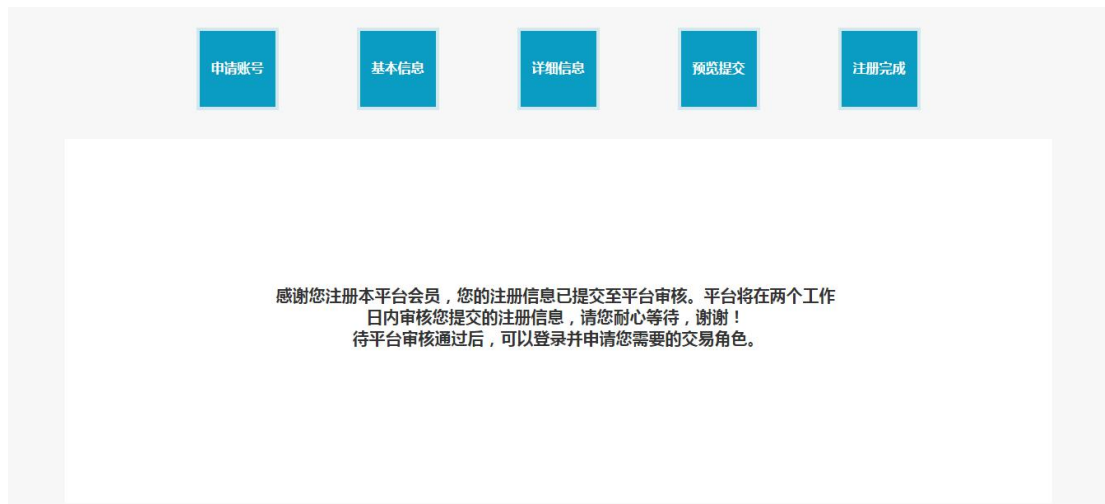 申请账号
基本信息
详细信息
预览提交
注册完成
感谢您注册本平台会员，您的注册信息已提交至平台审核。平台将在两个工作
日内审核您提交的注册信息，请您耐心等待，谢谢！
待平台审核通过后，可以登录并申请您需要的交易角色。